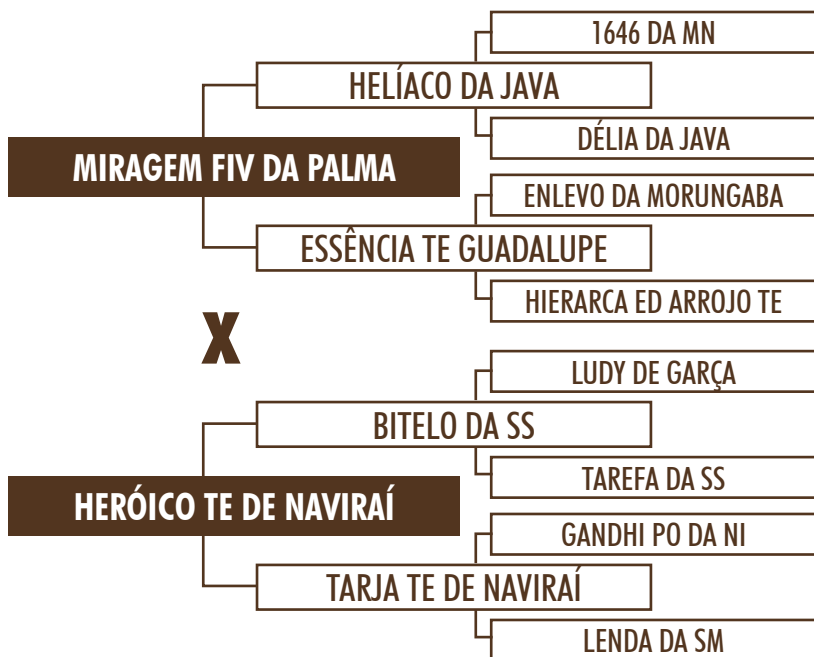 1646 DA MN
HELÍACO DA JAVA
DÉLIA DA JAVA
MIRAGEM FIV DA PALMA
ENLEVO DA MORUNGABA
ESSÊNCIA TE GUADALUPE
HIERARCA ED ARROJO TE
X
LUDY DE GARÇA
BITELO DA SS
TAREFA DA SS
HERÓICO TE DE NAVIRAÍ
GANDHI PO DA NI
TARJA TE DE NAVIRAÍ
LENDA DA SM